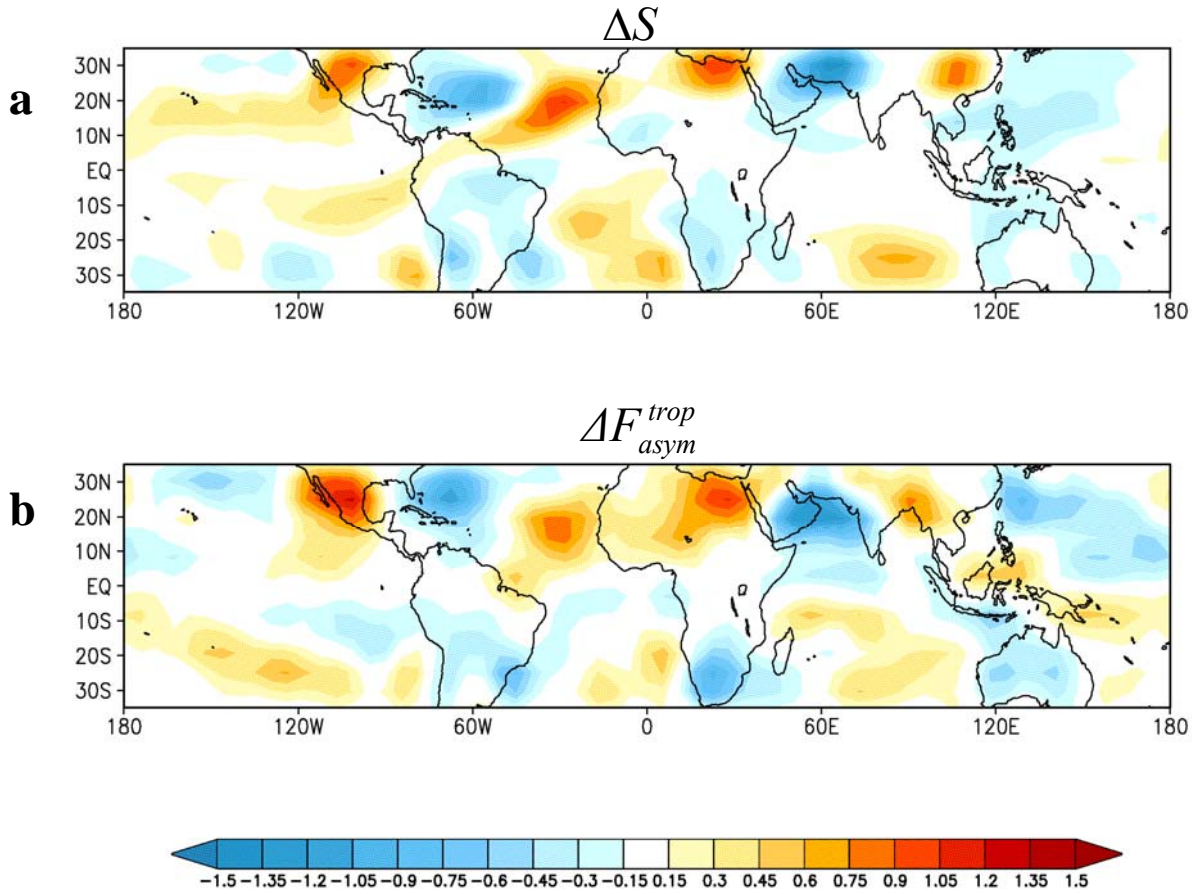 ΔS
a
30N
20N
10N
EQ
10S
20S
30S
180 120W 60W 0 60E 120E 180
ΔF trop asym
b
30N
20N
10N
EQ
10S
20S
30S
180 120W 60W 0 60E 120E 180
−1.5 −1.35 −1.2 −1.05 −0.9 −0.75 −0.6 −0.45 −0.3 −0.15 0.15 0.3 0.45 0.6 0.75 0.9 1.05 1.2 1.35 1.5